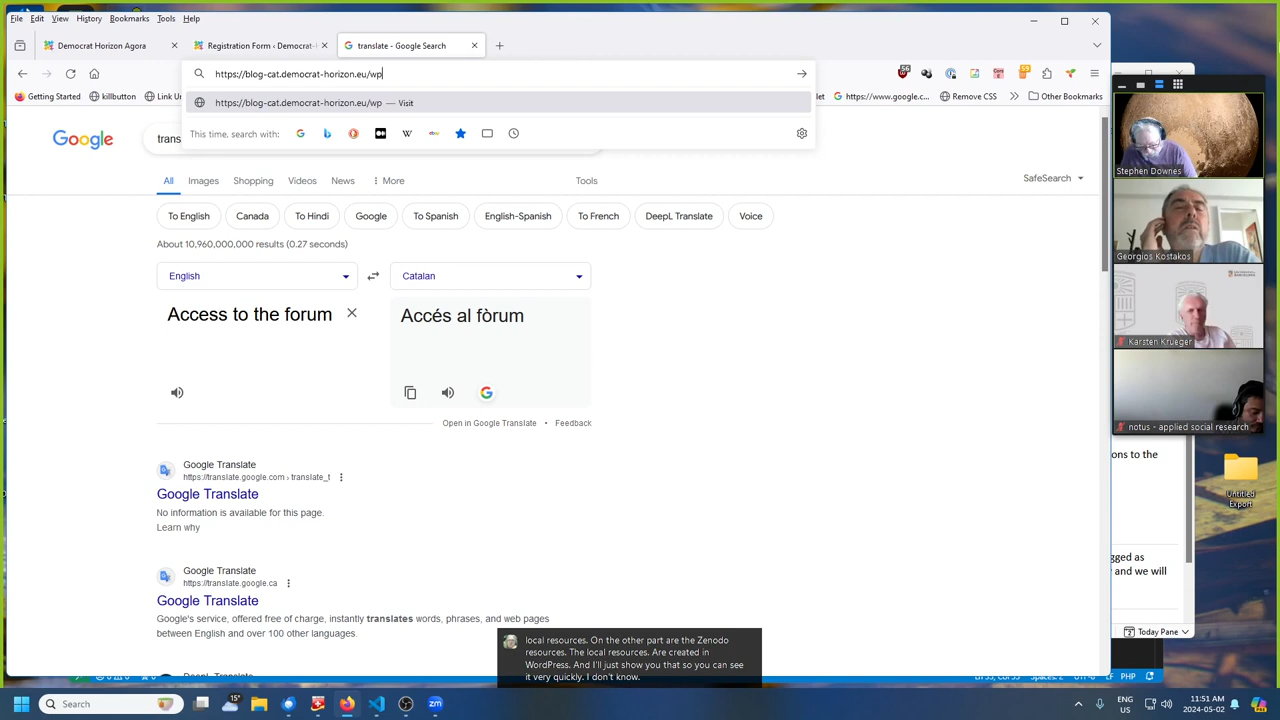 File Edit View History Bookmarks Tools Help
Democrat Horizon Agora
Registration Form ‹ Democrat-H
translate - Google Search
https://blog-cat.democrat-horizon.eu/wp
https://blog-cat.democrat-horizon.eu/wp — Visit
This time, search with:
Getting Started
killbutton
Link Un
https://www.google.c...
Remove CSS
Other Bookmarks
Google
trans
All Images Shopping Videos News More Tools
SafeSearch
To English Canada To Hindi Google To Spanish English-Spanish To French DeepL Translate Voice
About 10,960,000,000 results (0.27 seconds)
English
Catalan
Access to the forum
Accés al fòrum
Open in Google Translate • Feedback
Google Translate
https://translate.google.com › translate_t
Google Translate
No information is available for this page.
Learn why
Google Translate
https://translate.google.ca
Google Translate
Google's service, offered free of charge, instantly translates words, phrases, and web pages
between English and over 100 other languages.
local resources. On the other part are the Zenodo
resources. The local resources. Are created in
WordPress. And I'll just show you that so you can see
it very quickly. I don't know.
Stephen Downes
Georgios Kostakos
Karsten Krueger
notus - applied social research
ons to the
Untitled
Export
gged as
and we will
Today Pane
Spaces: 2 UTF-8 LF PHP
Search
15°
ENG
US
11:51 AM
2024-05-02